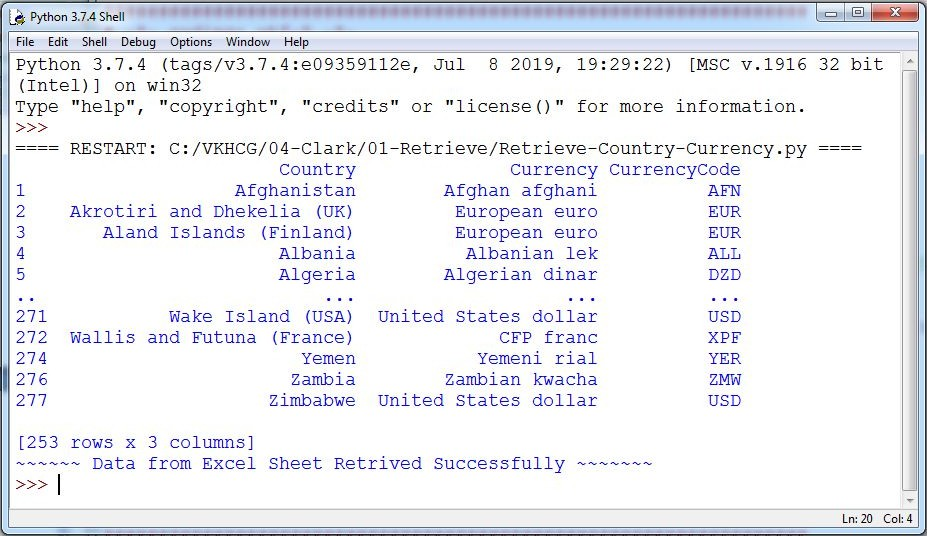 Python 3.7.4 Shell
File Edit Shell Debug Options Window Help
Python 3.7.4 (tags/v3.7.4:e09359112e, Jul  8 2019, 19:29:22) [MSC v.1916 32 bit
(Intel)] on win32
Type "help", "copyright", "credits" or "license()" for more information.
>>>
==== RESTART: C:/VKHCG/04-Clark/01-Retrieve/Retrieve-Country-Currency.py ====
                        Country              Currency CurrencyCode
1                   Afghanistan        Afghan afghani          AFN
2    Akrotiri and Dhekelia (UK)         European euro          EUR
3       Aland Islands (Finland)         European euro          EUR
4                       Albania          Albanian lek          ALL
5                       Algeria        Algerian dinar          DZD
..                          ...                   ...          ...
271           Wake Island (USA)  United States dollar          USD
272  Wallis and Futuna (France)             CFP franc          XPF
274                       Yemen           Yemeni rial          YER
276                      Zambia        Zambian kwacha          ZMW
277                    Zimbabwe  United States dollar          USD
[253 rows x 3 columns]
~~~~~~ Data from Excel Sheet Retrived Successfully ~~~~~~~
>>>
Ln: 20 Col: 4